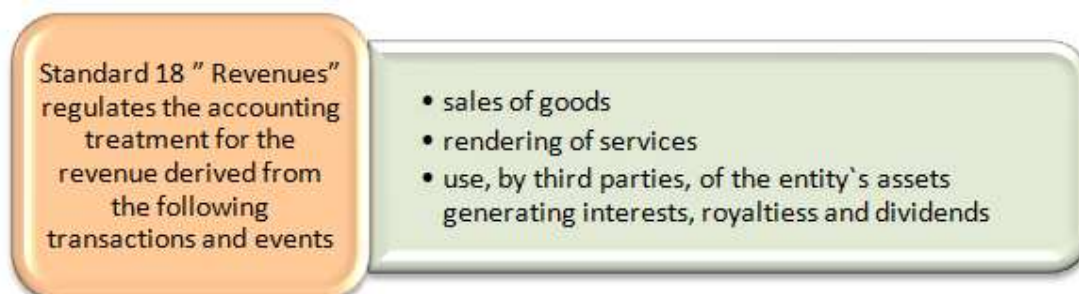 Standard 18 ″ Revenues″
regulates the accounting
treatment for the
revenue derived from
the following
transactions and events
• sales of goods
• rendering of services
• use, by third parties, of the entity`s assets
generating interests, royaltiess and dividends